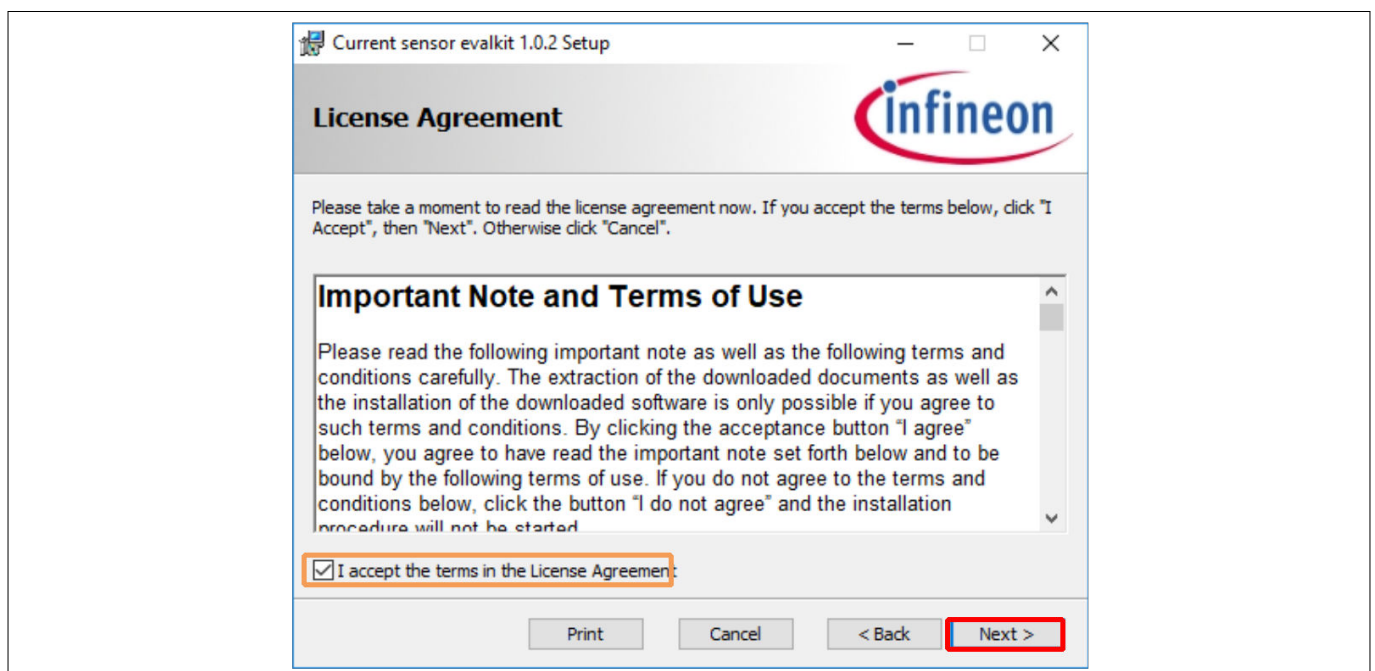 Current sensor evalkit 1.0.2 Setup
License Agreement
infineon
Please take a moment to read the license agreement now. If you accept the terms below, click "I
Accept", then "Next". Otherwise click "Cancel".
Important Note and Terms of Use
Please read the following important note as well as the following terms and
conditions carefully. The extraction of the downloaded documents as well as
the installation of the downloaded software is only possible if you agree to
such terms and conditions. By clicking the acceptance button “I agree”
below, you agree to have read the important note set forth below and to be
bound by the following terms of use. If you do not agree to the terms and
conditions below, click the button “I do not agree” and the installation
procedure will not be started
I accept the terms in the License Agreement
Print Cancel < Back Next >